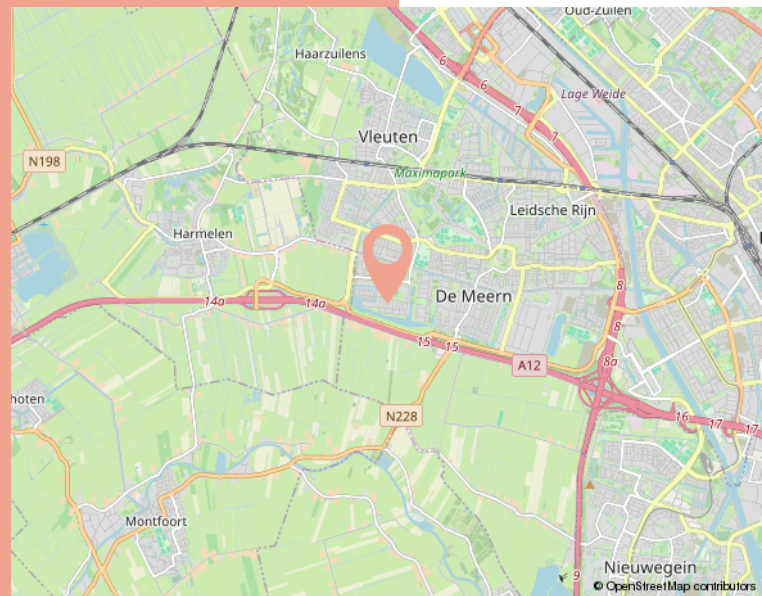 Oud-Zuilen
Haarzuilens
6
6
Lage Weide
7
Vleuten
7
N198
Maximapark
Leidsche Rijn
Harmelen
8
De Meern
14a
14a
8
15
15
8a
A12
hoten
N228
16
17
17
Montfoort
Nieuwegein
9
© OpenStreetMap contributors